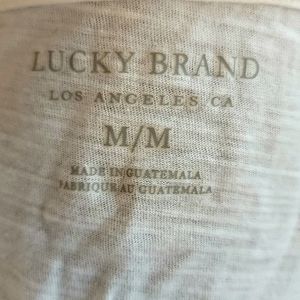 LUCKY BRAND
LOS ANGELES CA
M/M
MADE IN GUATEMALA
FABRIQUE AU GUATEMALA